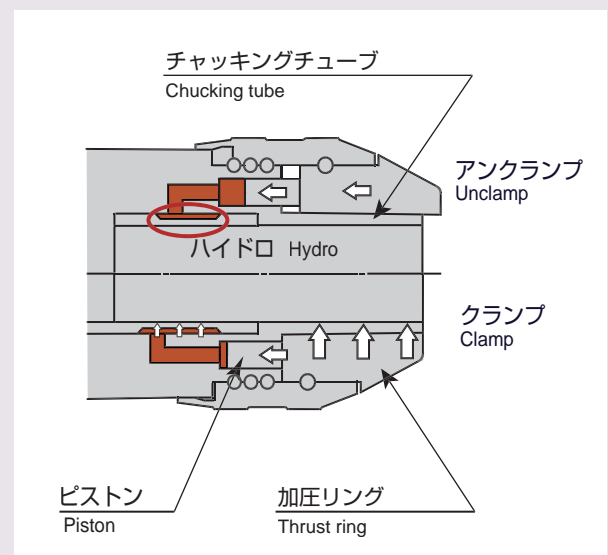 チャッキングチューブ
Chucking tube
アンクランプ
Unclamp
ハイドロ Hydro
クランプ
Clamp
ピストン
Piston
加圧リング
Thrust ring